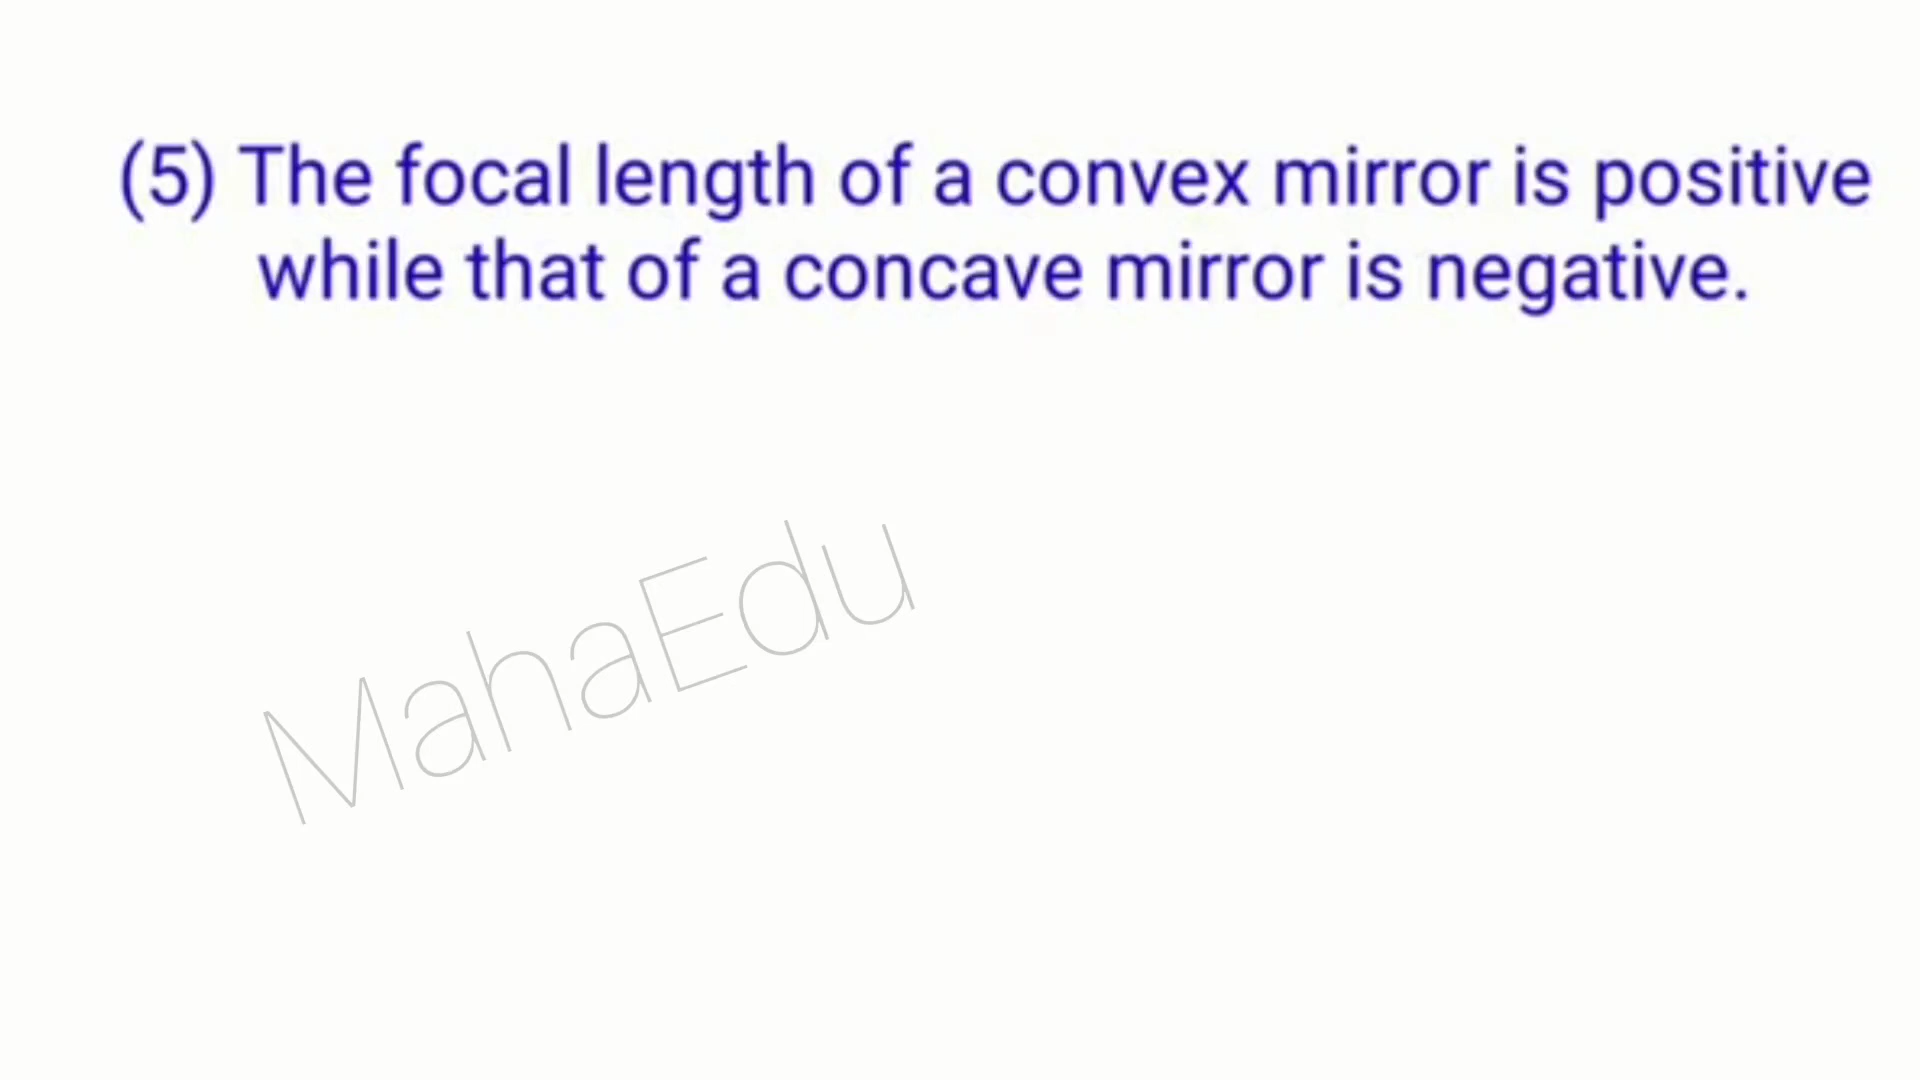 (5) The focal length of a convex mirror is positive
while that of a concave mirror is negative.
MahaEdu